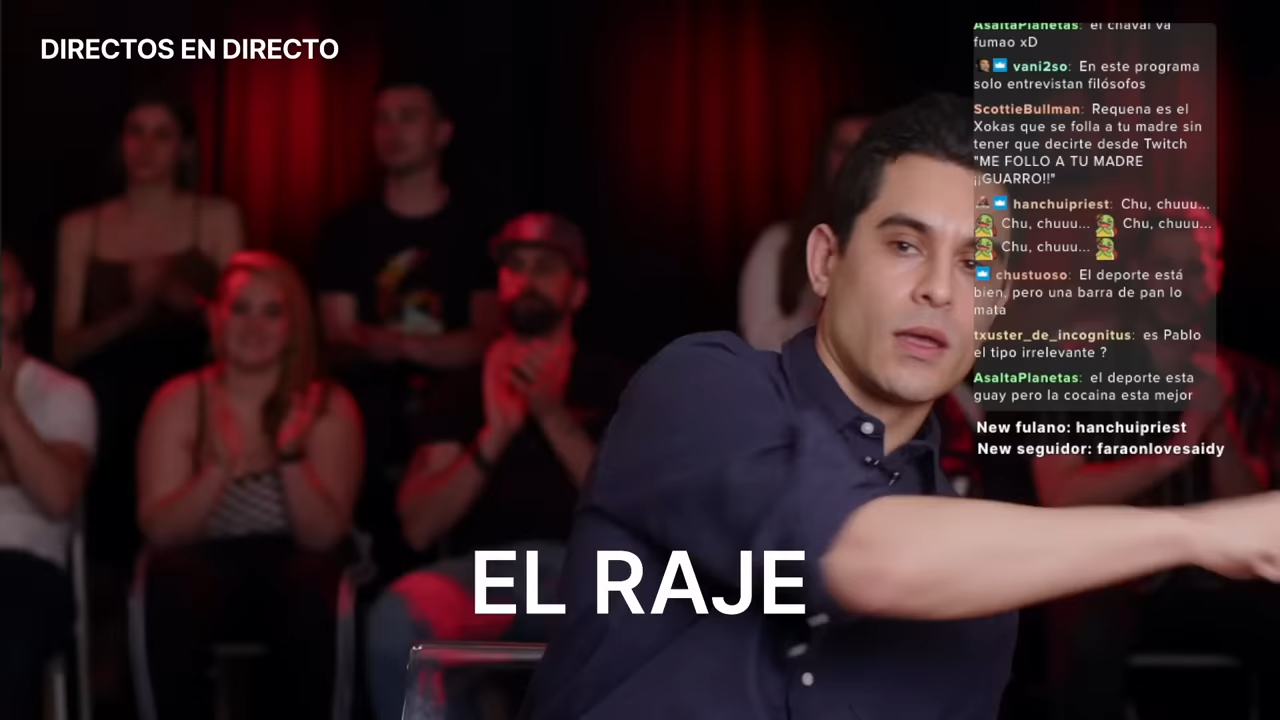 DIRECTOS EN DIRECTO
AsaltaPlanetas: el chaval va
fumao xD
vani2so: En este programa
solo entrevistan filósofos
ScottieBullman: Requena es el
Xokas que se folla a tu madre sin
tener que decirte desde Twitch
"ME FOLLO A TU MADRE
¡¡GUARRO!!"
hanchuipriest: Chu, chuuu...
Chu, chuuu... Chu, chuuu...
Chu, chuuu...
chustuoso: El deporte está
bien, pero una barra de pan lo
mata
txuster_de_incognitus: es Pablo
el tipo irrelevante ?
AsaltaPlanetas: el deporte esta
guay pero la cocaina esta mejor
New fulano: hanchuipriest
New seguidor: faraonlovesaidy
EL RAJE